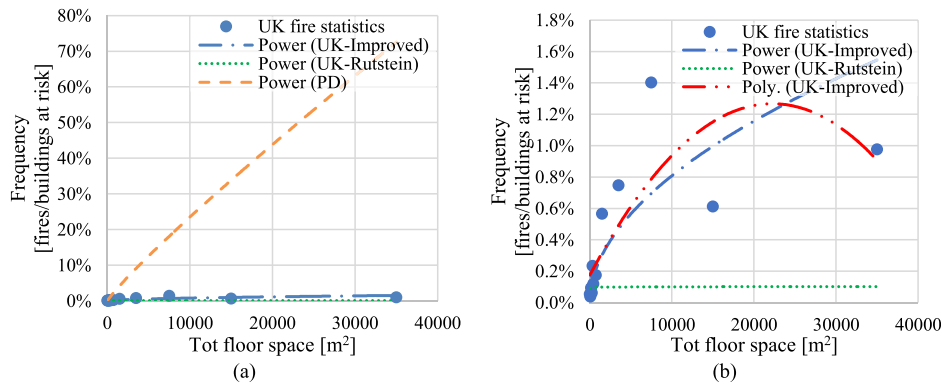 (a)
Frequency
[fires/buildings at risk]
80%
70%
60%
50%
40%
30%
20%
10%
0%
UK fire statistics
Power (UK-Improved)
Power (UK-Rutstein)
Power (PD)
0 10000 20000 30000 40000
Tot floor space [m²]
(a)
(b)
Frequency
[fires/buildings at risk]
1.8%
1.6%
1.4%
1.2%
1.0%
0.8%
0.6%
0.4%
0.2%
0.0%
UK fire statistics
Power (UK-Improved)
Power (UK-Rutstein)
Poly. (UK-Improved)
0 10000 20000 30000 40000
Tot floor space [m²]
(b)